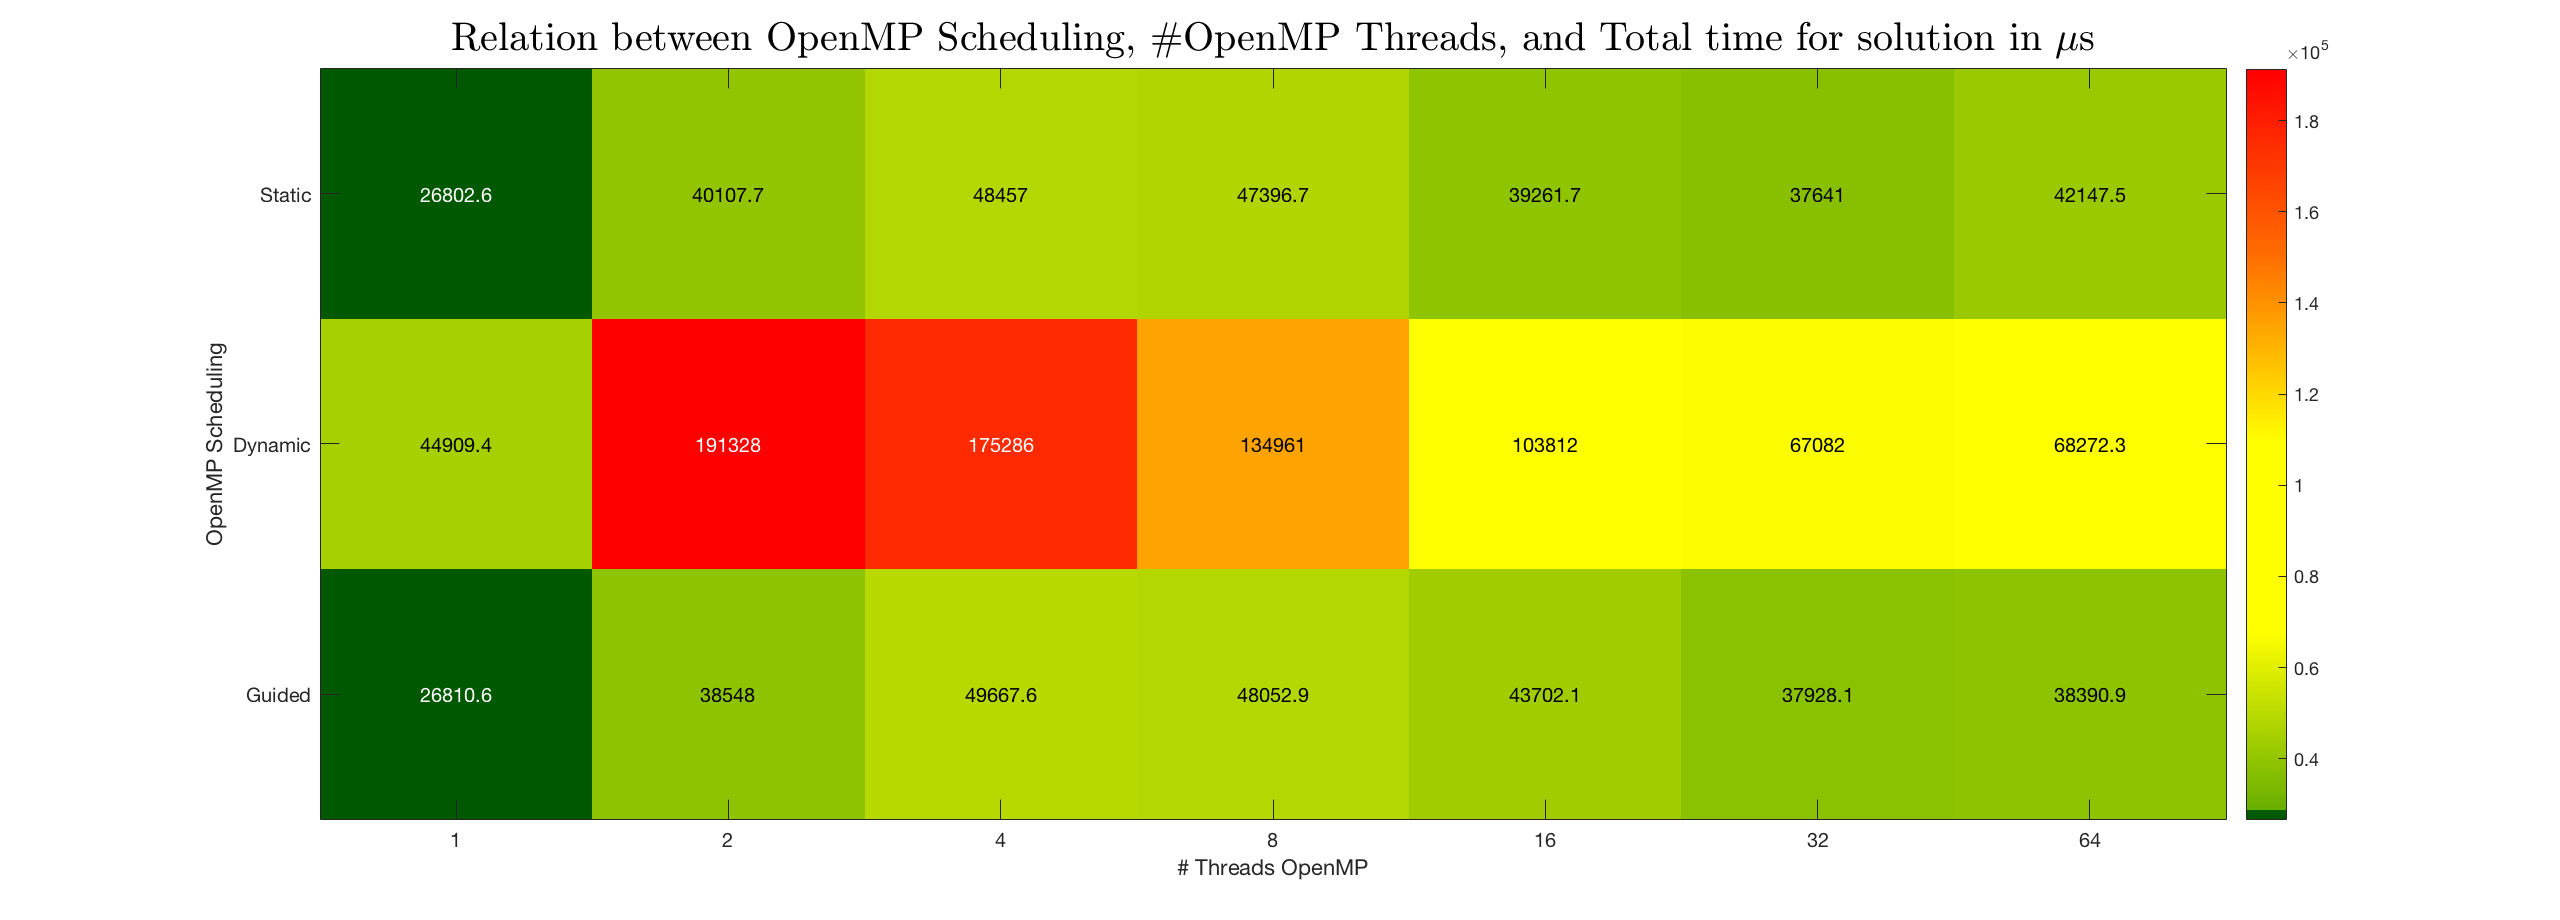 Relation between OpenMP Scheduling, #OpenMP Threads, and Total time for solution in μs
×10⁵
Static 26802.6 40107.7 48457 47396.7 39261.7 37641 42147.5
Dynamic 44909.4 191328 175286 134961 103812 67082 68272.3
Guided 26810.6 38548 49667.6 48052.9 43702.1 37928.1 38390.9
OpenMP Scheduling
1 2 4 8 16 32 64
# Threads OpenMP
1.8
1.6
1.4
1.2
1
0.8
0.6
0.4